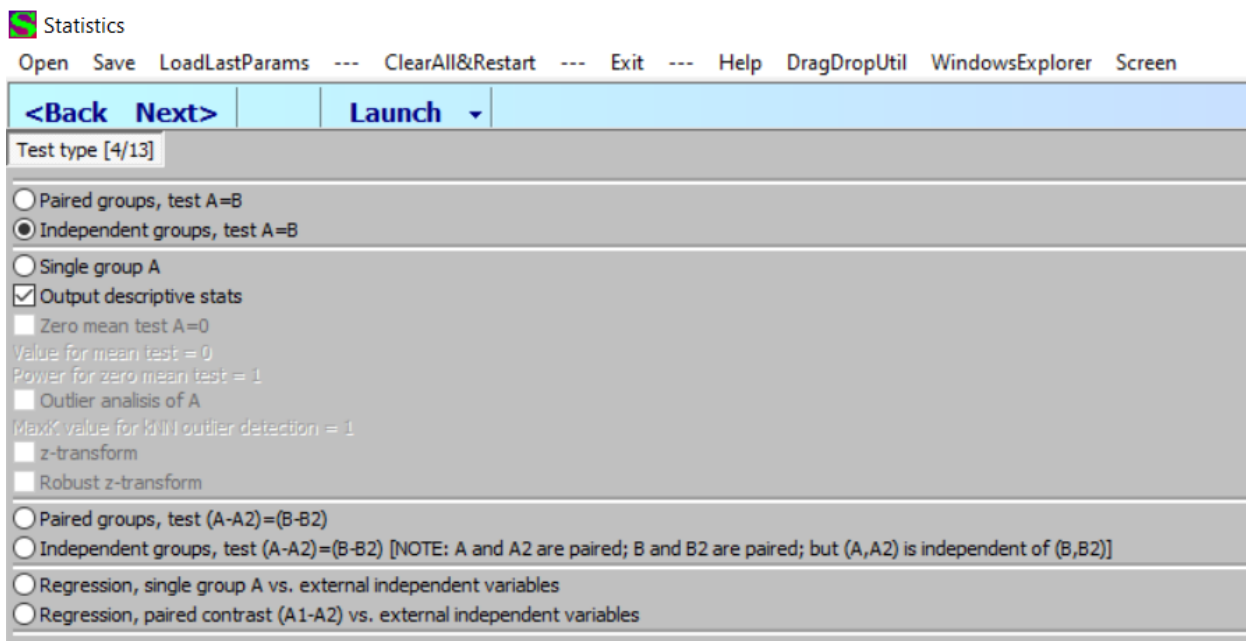 Statistics
Open Save LoadLastParams --- ClearAll&Restart --- Exit --- Help DragDropUtil WindowsExplorer Screen
<Back Next> Launch
Test type [4/13]
Paired groups, test A=B
Independent groups, test A=B
Single group A
Output descriptive stats
Zero mean test A=0
Value for mean test = 0
Power for zero mean test = 1
Outlier analisis of A
MaxK value for kNN outlier detection = 1
z-transform
Robust z-transform
Paired groups, test (A-A2)=(B-B2)
Independent groups, test (A-A2)=(B-B2) [NOTE: A and A2 are paired; B and B2 are paired; but (A,A2) is independent of (B,B2)]
Regression, single group A vs. external independent variables
Regression, paired contrast (A1-A2) vs. external independent variables